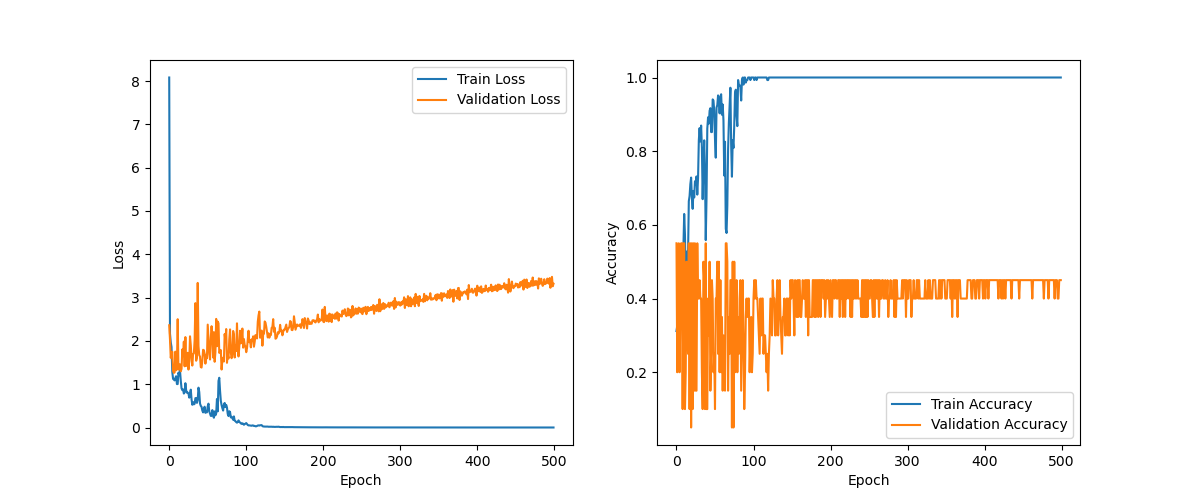 8
7
6
5
4
3
2
1
0
Loss
0 100 200 300 400 500
Epoch
Train Loss
Validation Loss
1.0
0.8
0.6
0.4
0.2
Accuracy
0 100 200 300 400 500
Epoch
Train Accuracy
Validation Accuracy